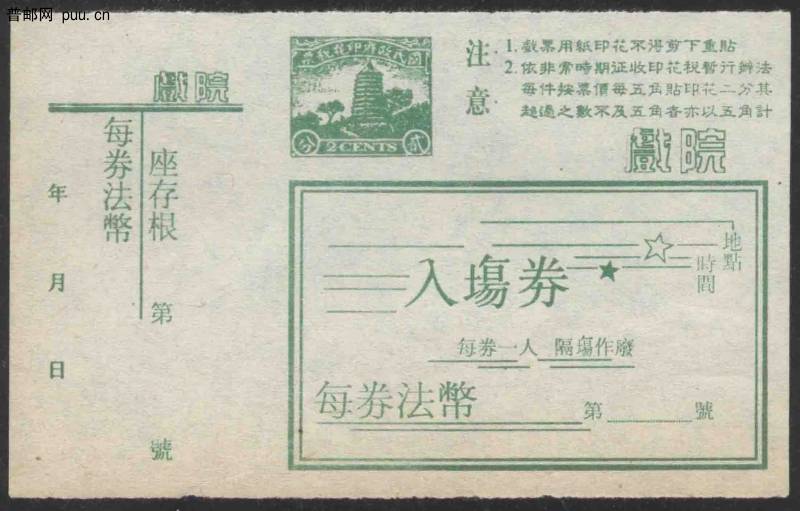 普邮网 puu.cn
戲院
座存根 第 號
每券法幣
年 月 日
國民政府印花稅票
貳分
2 CENTS
注意
1. 戲票用紙印花不得剪下重貼
2. 依非常時期征收印花稅暫行辦法
每件按票價每五角貼印花二分其
超過之數不及五角者亦以五角計
戲院
地點
時間
入場券
每券一人 隔場作廢
每券法幣 第 號